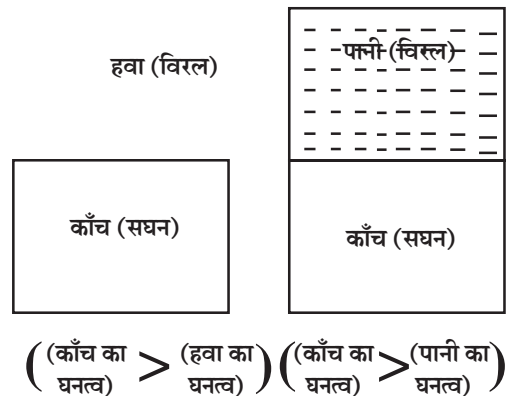 हवा (विरल)
पानी (विरल)
काँच (सघन)
काँच (सघन)
((काँच का घनत्व) > (हवा का घनत्व)) ((काँच का घनत्व) > (पानी का घनत्व))